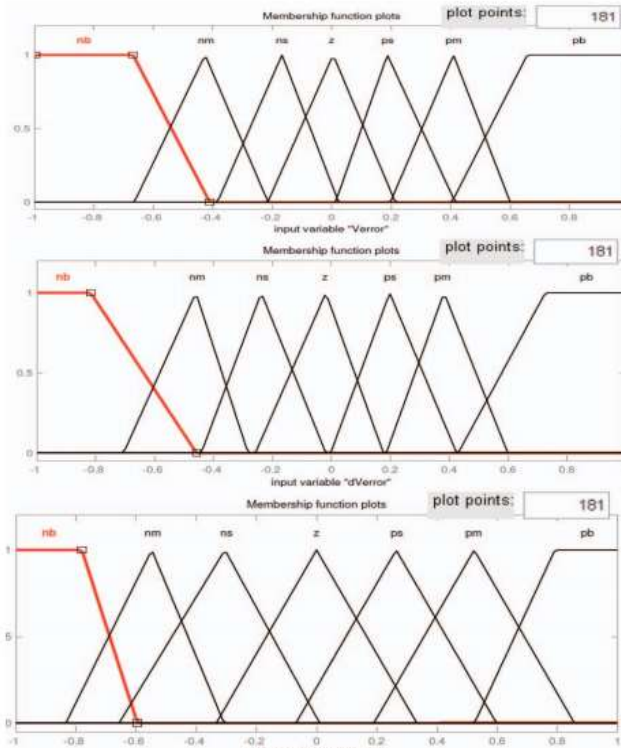 Membership function plots plot points: 181
nb nm ns z ps pm pb
1
0.5
0
-1 -0.8 -0.6 -0.4 -0.2 0 0.2 0.4 0.6 0.8
input variable "Verror"
Membership function plots plot points: 181
nb nm ns z ps pm pb
1
0.5
0
-1 -0.8 -0.6 -0.4 -0.2 0 0.2 0.4 0.6 0.8
input variable "dVerror"
Membership function plots plot points: 181
nb nm ns z ps pm pb
1
5
0
-1 -0.8 -0.6 -0.4 -0.2 0 0.2 0.4 0.6 0.8 1